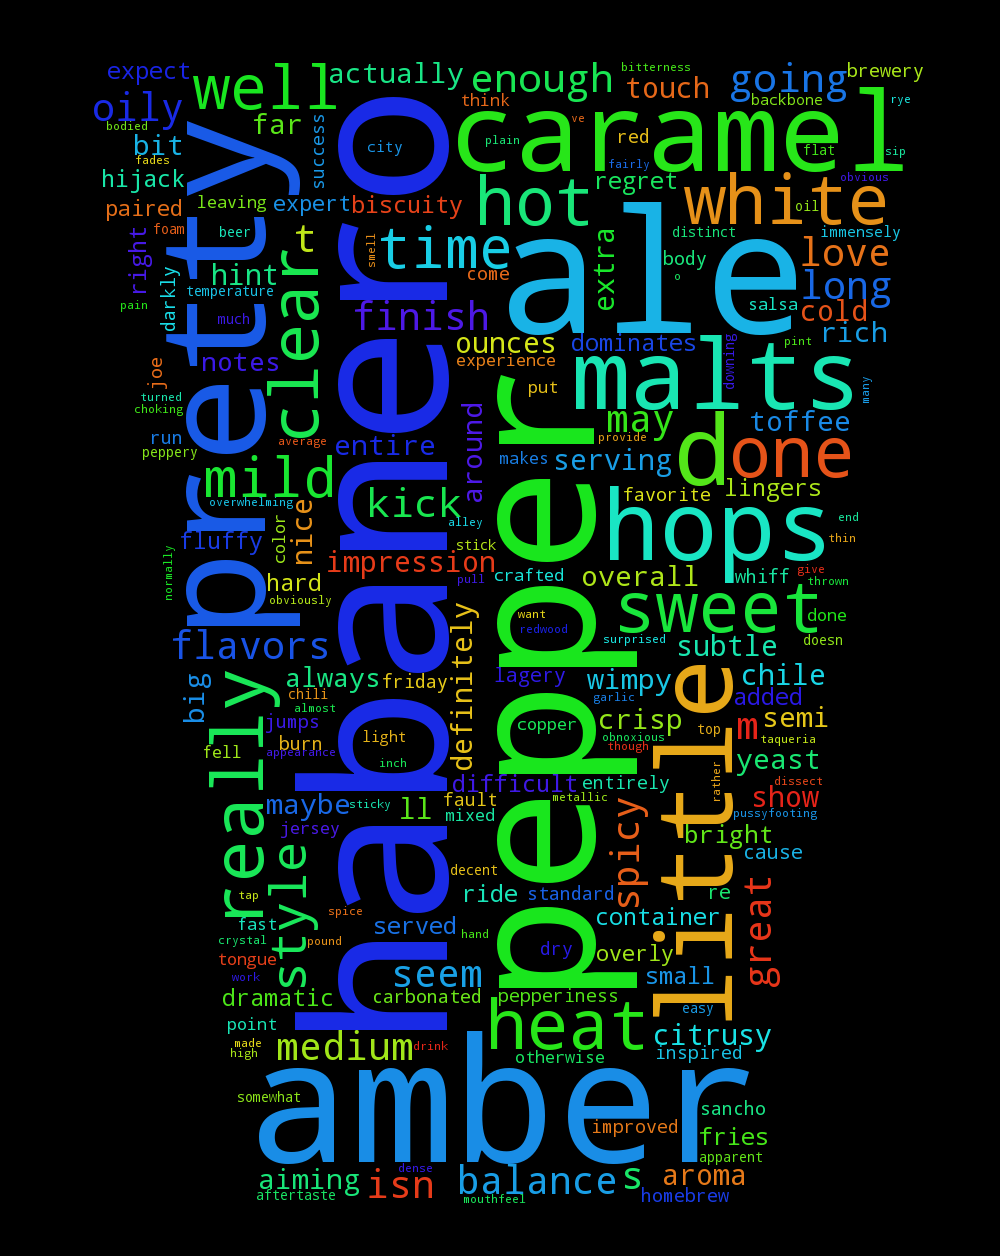 expect
well
actually
enough
bitterness
going
brewery
oily
touch
think
backbone
rye
bodied
far
success
habanero
city
caramel
ve
plain
red
bit
fades
hijack
flat
sip
fairly
obvious
regret
hot
white
paired
leaving
expert
biscuity
oil
foam
beer
t
smell
time
ale
extra
distinct
immensely
love
right
pretty
clear
hint
come
body
o
long
darkly
temperature
pain
much
finish
salsa
cold
rich
ounces
dominates
malts
pint
downing
many
notes
joe
experience
put
turned
choking
may
toffee
run
average
entire
around
pepper
provide
d
done
peppery
makes
serving
mild
kick
favorite
lingers
hops
end
thin
overwhelming
alley
fluffy
color
nice
impression
stick
normally
hard
pull
crafted
overall
whiff
give
thrown
obviously
want
sweet
done
redwood
surprised
subtle
doesn
flavors
definitely
lagery
wimpy
chile
big
really
always
friday
garlic
little
added
chili
almost
jumps
crisp
m
semi
copper
obnoxious
top
taqueria
fell
appearance
burn
light
though
yeast
inch
difficult
entirely
rather
dissect
show
maybe
sticky
ll
fault
mixed
metallic
spicy
pussyfooting
jersey
bright
cause
style
decent
tap
ride
standard
re
great
spice
fast
served
container
crystal
pound
hand
dry
overly
tongue
work
seem
small
dramatic
carbonated
pepperiness
easy
point
heat
citrusy
made
high
medium
drink
otherwise
inspired
amber
somewhat
sancho
improved
fries
apparent
dense
aiming
isn
balance
s
aroma
aftertaste
mouthfeel
homebrew